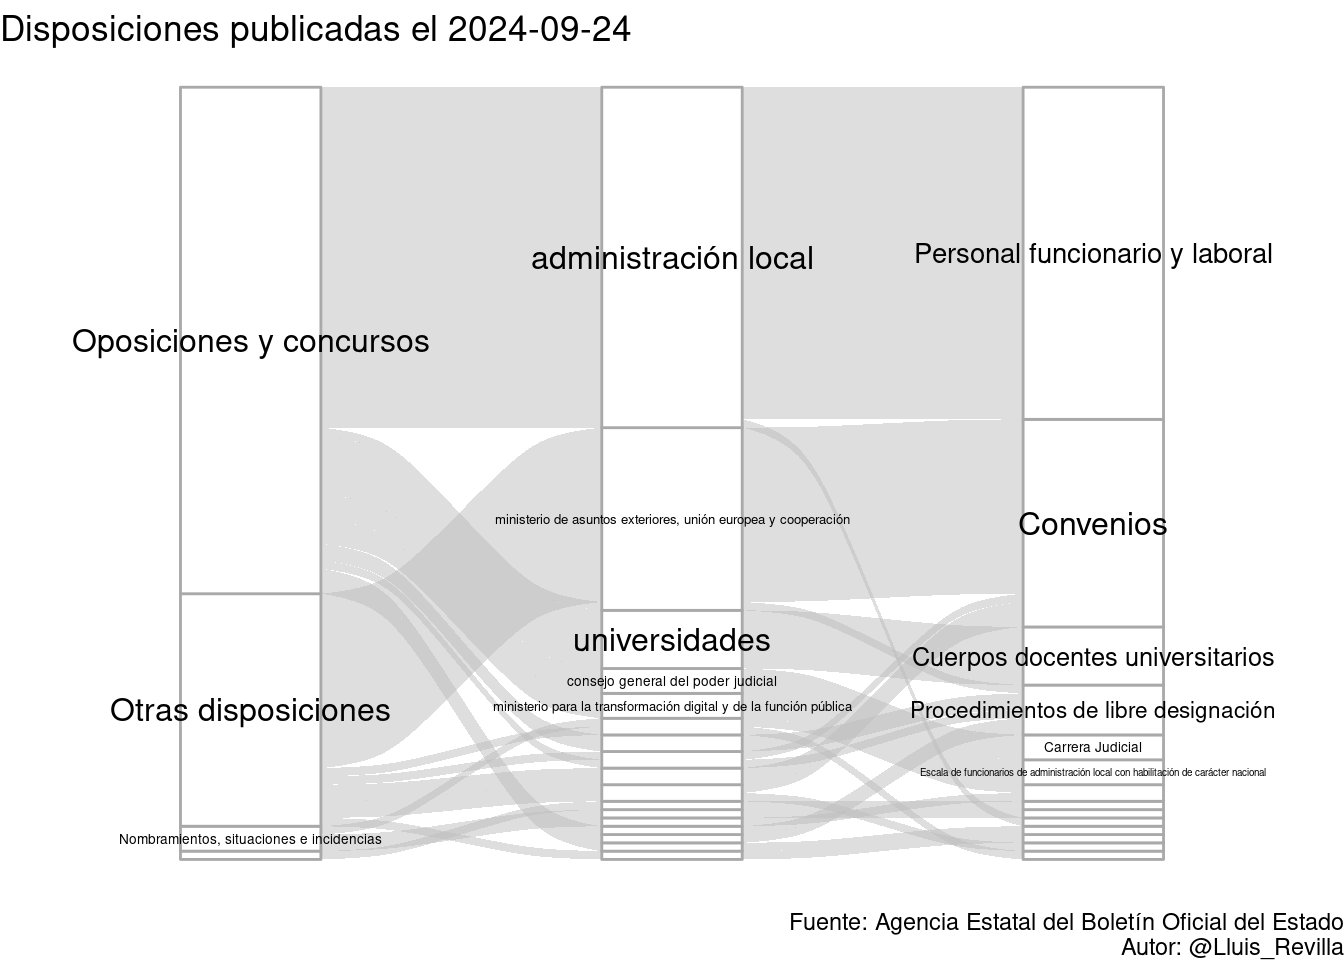 Disposiciones publicadas el 2024-09-24
Oposiciones y concursos
Otras disposiciones
Nombramientos, situaciones e incidencias
administración local
ministerio de asuntos exteriores, unión europea y cooperación
universidades
consejo general del poder judicial
ministerio para la transformación digital y de la función pública
Personal funcionario y laboral
Convenios
Cuerpos docentes universitarios
Procedimientos de libre designación
Carrera Judicial
Escala de funcionarios de administración local con habilitación de carácter nacional
Fuente: Agencia Estatal del Boletín Oficial del Estado
Autor: @Lluis_Revilla